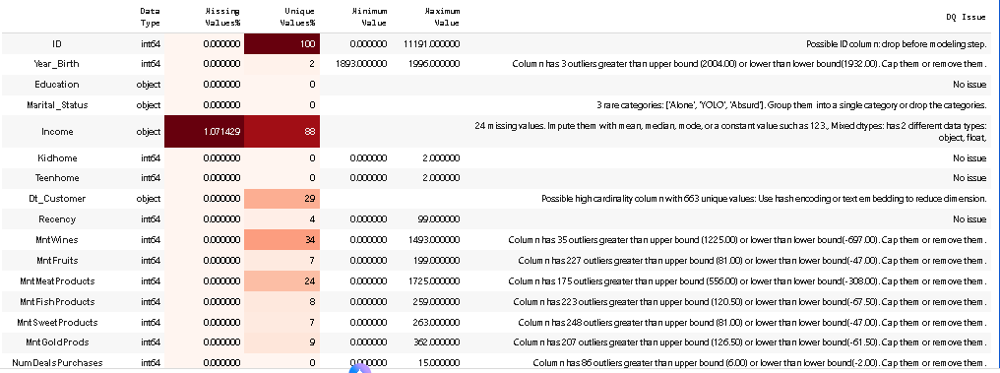 Data Type Missing Values% Unique Values% Minimum Value Maximum Value DQ Issue
ID int64 0.000000 100 0.000000 11191.000000 Possible ID column: drop before modeling step.
Year_Birth int64 0.000000 2 1893.000000 1996.000000 Column has 3 outliers greater than upper bound (2004.00) or lower than lower bound(1932.00). Cap them or remove them.
Education object 0.000000 0 No issue
Marital_Status object 0.000000 0 3 rare categories: ['Alone', 'YOLO', 'Absurd']. Group them into a single category or drop the categories.
Income object 1.071429 88 24 missing values. Impute them with mean, median, mode, or a constant value such as 123., Mixed dtypes: has 2 different data types:
object, float,
Kidhome int64 0.000000 0 0.000000 2.000000 No issue
Teenhome int64 0.000000 0 0.000000 2.000000 No issue
Dt_Customer object 0.000000 29 Possible high cardinality column with 663 unique values: Use hash encoding or text embedding to reduce dimension.
Recency int64 0.000000 4 0.000000 99.000000 No issue
MntWines int64 0.000000 34 0.000000 1493.000000 Column has 35 outliers greater than upper bound (1225.00) or lower than lower bound(-697.00). Cap them or remove them.
MntFruits int64 0.000000 7 0.000000 199.000000 Column has 227 outliers greater than upper bound (81.00) or lower than lower bound(-47.00). Cap them or remove them.
MntMeatProducts int64 0.000000 24 0.000000 1725.000000 Column has 175 outliers greater than upper bound (556.00) or lower than lower bound(-308.00). Cap them or remove them.
MntFishProducts int64 0.000000 8 0.000000 259.000000 Column has 223 outliers greater than upper bound (120.50) or lower than lower bound(-67.50). Cap them or remove them.
MntSweetProducts int64 0.000000 7 0.000000 263.000000 Column has 248 outliers greater than upper bound (81.00) or lower than lower bound(-47.00). Cap them or remove them.
MntGoldProds int64 0.000000 9 0.000000 362.000000 Column has 207 outliers greater than upper bound (126.50) or lower than lower bound(-61.50). Cap them or remove them.
NumDealsPurchases int64 0.000000 0 0.000000 15.000000 Column has 86 outliers greater than upper bound (6.00) or lower than lower bound(-2.00). Cap them or remove them.